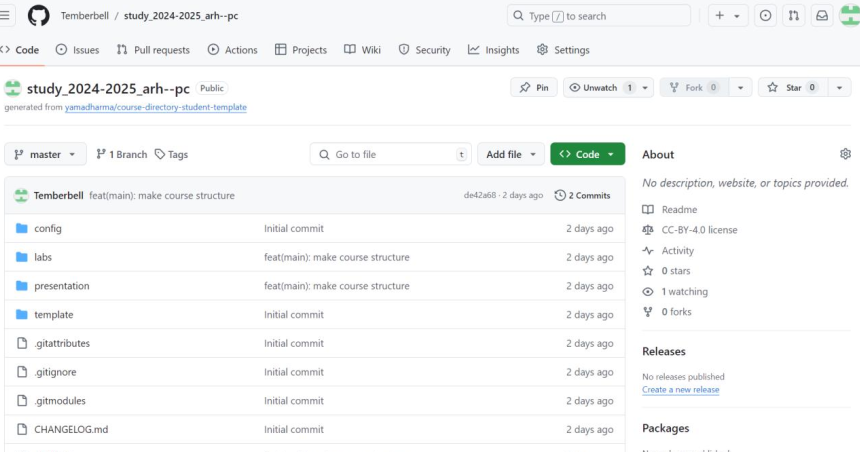 Temberbell / study_2024-2025_arh--pc
Type / to search
Code Issues Pull requests Actions Projects Wiki Security Insights Settings
study_2024-2025_arh--pc Public
generated from yamadharma/course-directory-student-template
Pin Unwatch 1 Fork 0 Star 0
master 1 Branch Tags
Go to file t Add file Code
Temberbell feat(main): make course structure de42a68 · 2 days ago 2 Commits
config Initial commit 2 days ago
labs feat(main): make course structure 2 days ago
presentation feat(main): make course structure 2 days ago
template Initial commit 2 days ago
.gitattributes Initial commit 2 days ago
.gitignore Initial commit 2 days ago
.gitmodules Initial commit 2 days ago
CHANGELOG.md Initial commit 2 days ago
About
No description, website, or topics provided.
Readme
CC-BY-4.0 license
Activity
0 stars
1 watching
0 forks
Releases
No releases published
Create a new release
Packages